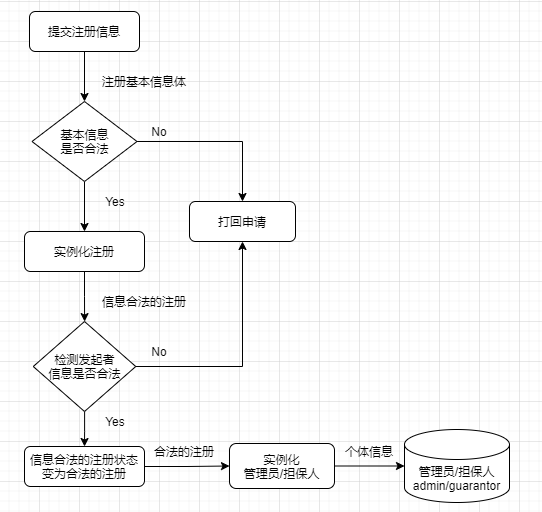 提交注册信息
注册基本信息体
基本信息
是否合法
No
Yes
打回申请
实例化注册
信息合法的注册
检测发起者
信息是否合法
No
Yes
信息合法的注册状态
变为合法的注册
合法的注册
实例化
管理员/担保人
个体信息
管理员/担保人
admin/guarantor